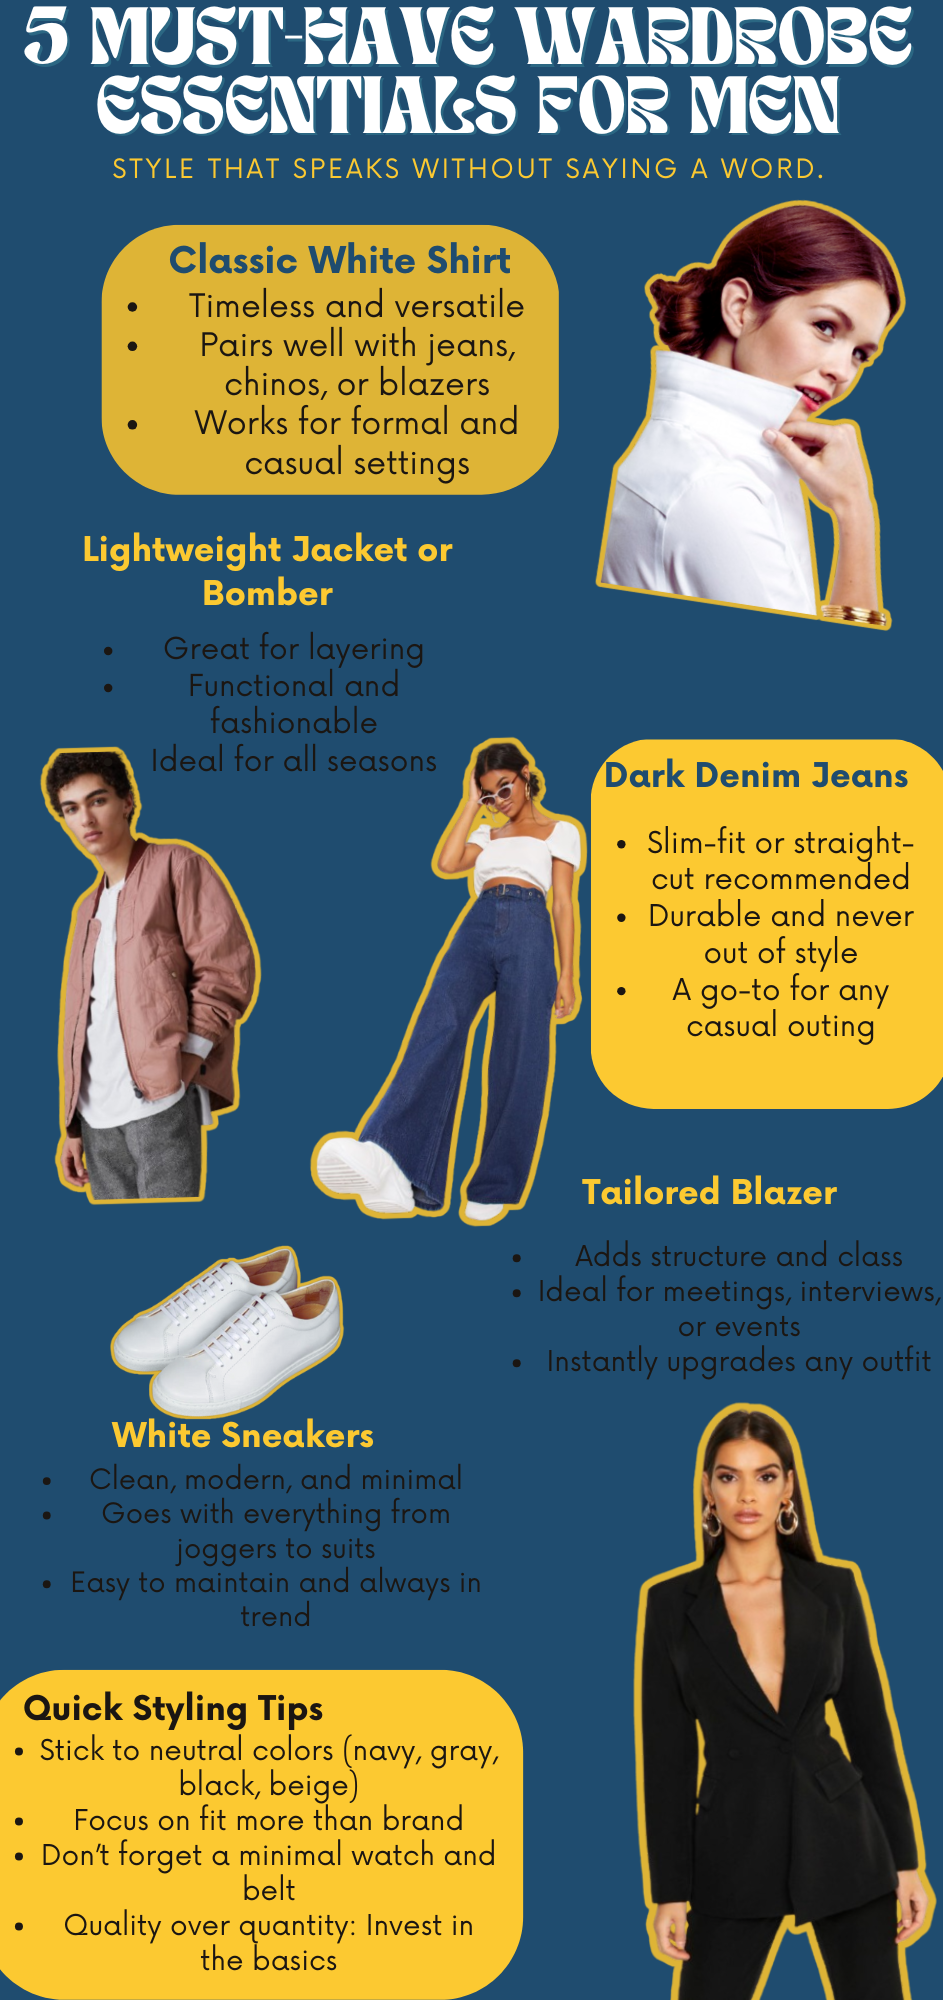 5 MUST-HAVE WARDROBE
ESSENTIALS FOR MEN
STYLE THAT SPEAKS WITHOUT SAYING A WORD.
Classic White Shirt
• Timeless and versatile
• Pairs well with jeans,
chinos, or blazers
• Works for formal and
casual settings
Lightweight Jacket or
Bomber
• Great for layering
• Functional and
fashionable
Ideal for all seasons
Dark Denim Jeans
• Slim-fit or straight-
cut recommended
• Durable and never
out of style
• A go-to for any
casual outing
Tailored Blazer
• Adds structure and class
• Ideal for meetings, interviews,
or events
• Instantly upgrades any outfit
White Sneakers
• Clean, modern, and minimal
• Goes with everything from
joggers to suits
• Easy to maintain and always in
trend
Quick Styling Tips
• Stick to neutral colors (navy, gray,
black, beige)
• Focus on fit more than brand
• Don't forget a minimal watch and
belt
• Quality over quantity: Invest in
the basics